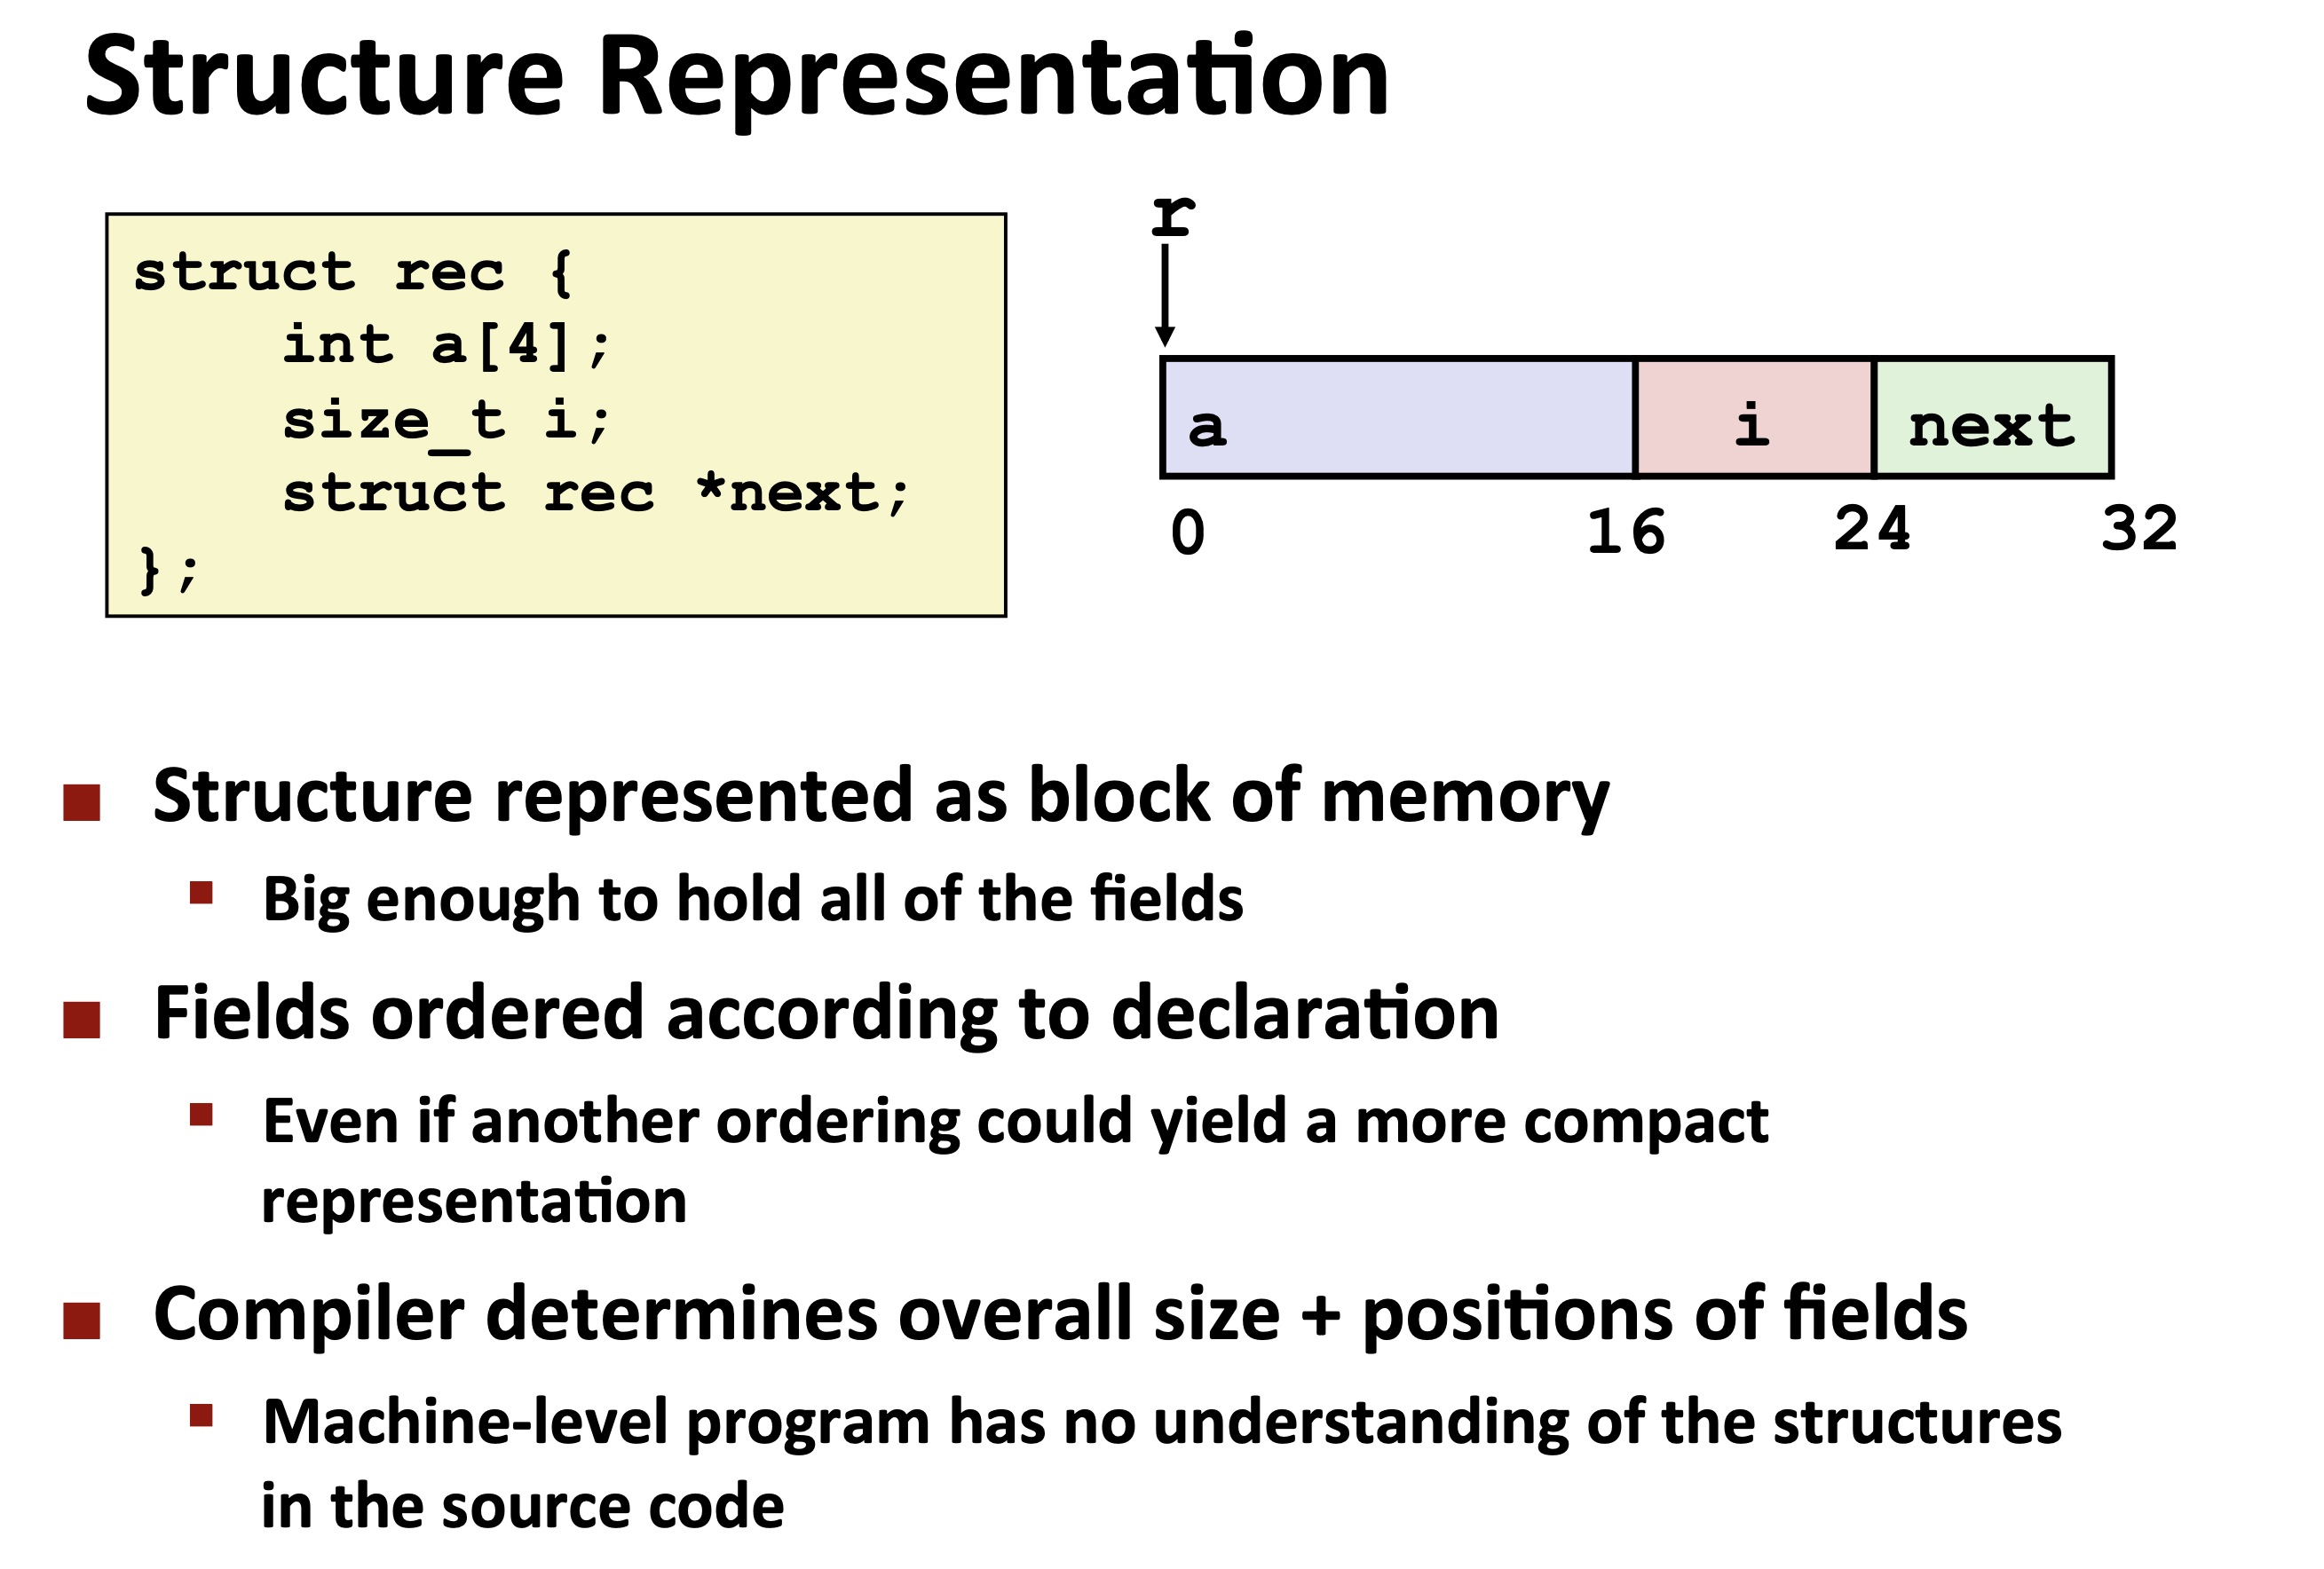 Structure Representation
struct rec {
    int a[4];
    size_t i;
    struct rec *next;
};
r
a i next
0 16 24 32
Structure represented as block of memory
Big enough to hold all of the fields
Fields ordered according to declaration
Even if another ordering could yield a more compact
representation
Compiler determines overall size + positions of fields
Machine-level program has no understanding of the structures
in the source code